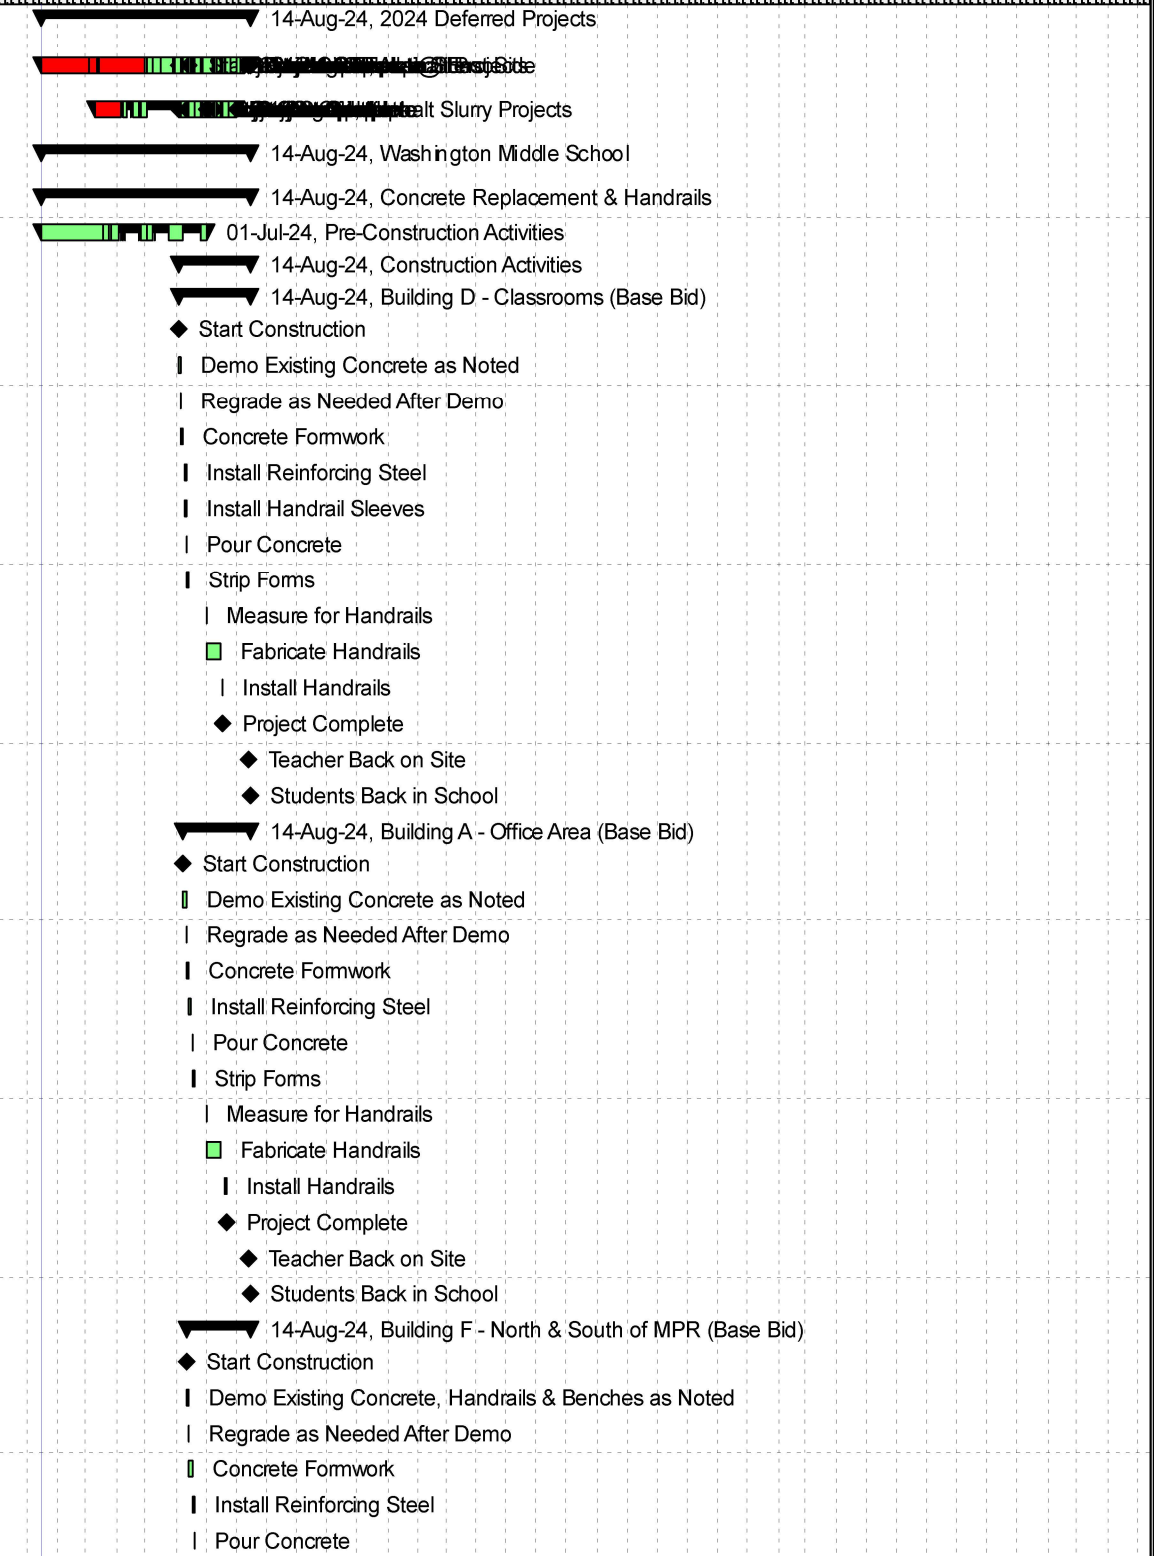 14-Aug-24, 2024 Deferred Projects
Asphalt Slurry Projects
14-Aug-24, Washington Middle School
14-Aug-24, Concrete Replacement & Handrails
01-Jul-24, Pre-Construction Activities
14-Aug-24, Construction Activities
14-Aug-24, Building D - Classrooms (Base Bid)
Start Construction
Demo Existing Concrete as Noted
Regrade as Needed After Demo
Concrete Formwork
Install Reinforcing Steel
Install Handrail Sleeves
Pour Concrete
Strip Forms
Measure for Handrails
Fabricate Handrails
Install Handrails
Project Complete
Teacher Back on Site
Students Back in School
14-Aug-24, Building A - Office Area (Base Bid)
Start Construction
Demo Existing Concrete as Noted
Regrade as Needed After Demo
Concrete Formwork
Install Reinforcing Steel
Pour Concrete
Strip Forms
Measure for Handrails
Fabricate Handrails
Install Handrails
Project Complete
Teacher Back on Site
Students Back in School
14-Aug-24, Building F - North & South of MPR (Base Bid)
Start Construction
Demo Existing Concrete, Handrails & Benches as Noted
Regrade as Needed After Demo
Concrete Formwork
Install Reinforcing Steel
Pour Concrete